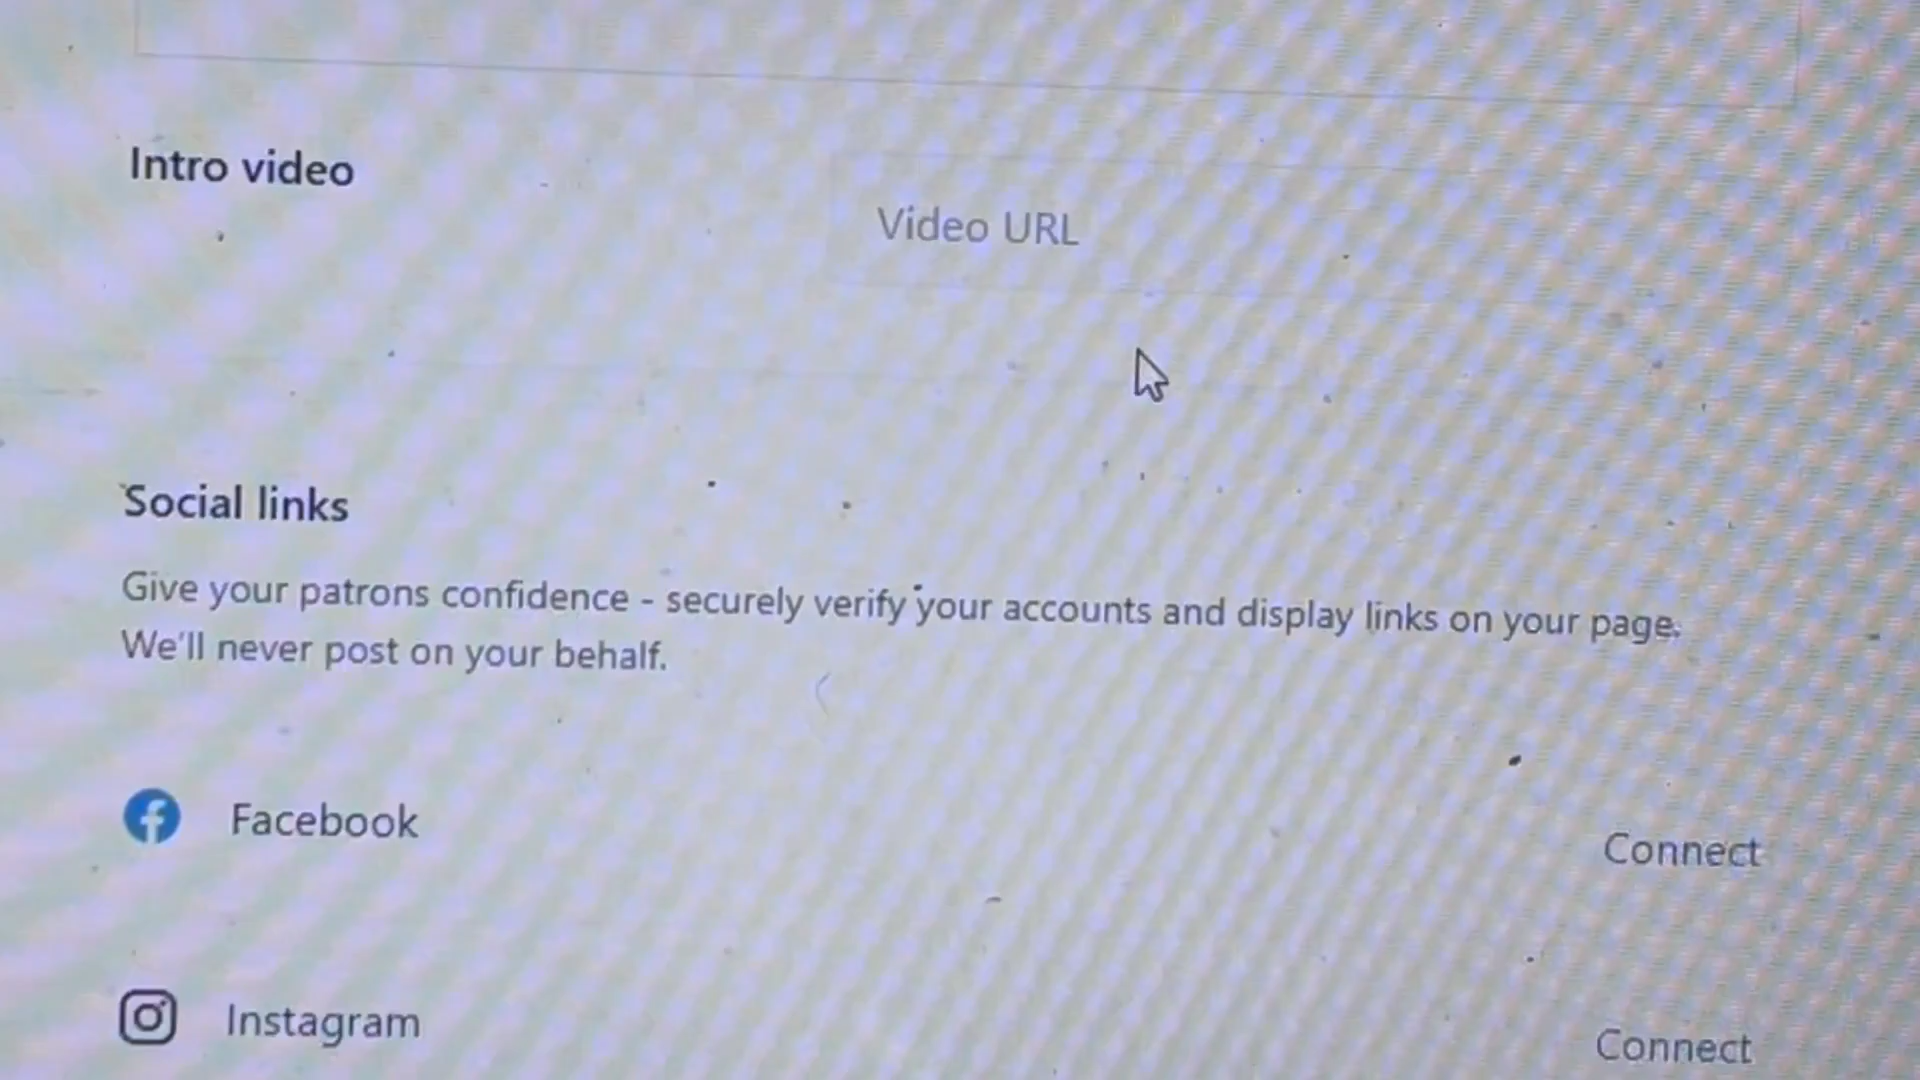 Intro video
Video URL
Social links
Give your patrons confidence - securely verify your accounts and display links on your page.
We'll never post on your behalf.
Facebook
Connect
Instagram
Connect